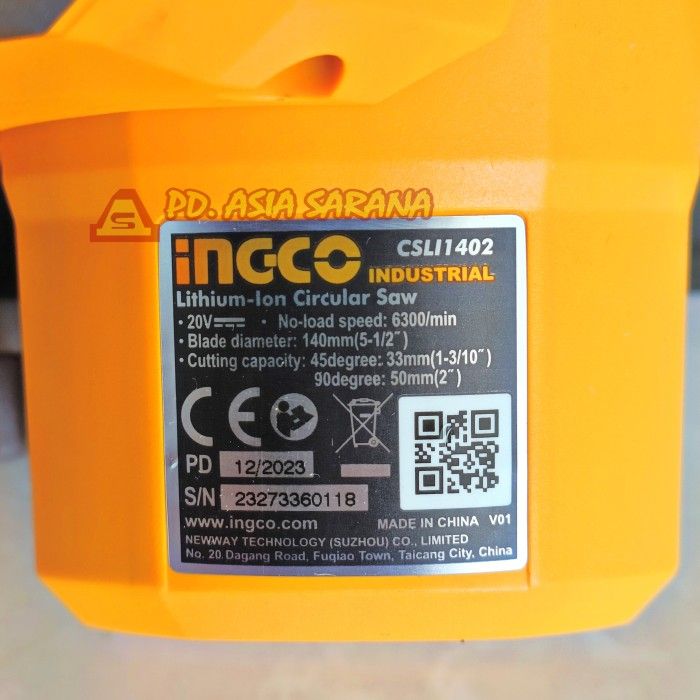 PD. ASIA SARANA
INGCO CSLI1402
INDUSTRIAL
Lithium-Ion Circular Saw
• 20V⎓ • No-load speed: 6300/min
• Blade diameter: 140mm(5-1/2″)
• Cutting capacity: 45degree: 33mm(1-3/10″)
90degree: 50mm(2″)
CE
PD 12/2023
S/N 23273360118
www.ingco.com MADE IN CHINA V01
NEWWAY TECHNOLOGY (SUZHOU) CO., LIMITED
No. 20 Dagang Road, Fuqiao Town, Taicang City, China